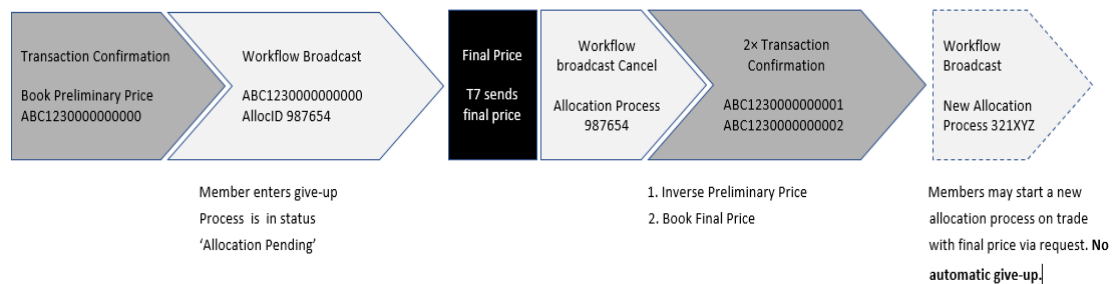 Transaction Confirmation
Book Preliminary Price
ABC1230000000000
Workflow Broadcast
ABC1230000000000
AllocID 987654
Final Price
T7 sends
final price
Workflow
broadcast Cancel
Allocation Process
987654
2x Transaction
Confirmation
ABC1230000000001
ABC1230000000002
Workflow
Broadcast
New Allocation
Process 321XYZ
Member enters give-up
Process is in status
‘Allocation Pending’
1. Inverse Preliminary Price
2. Book Final Price
Members may start a new
allocation process on trade
with final price via request. No
automatic give-up.